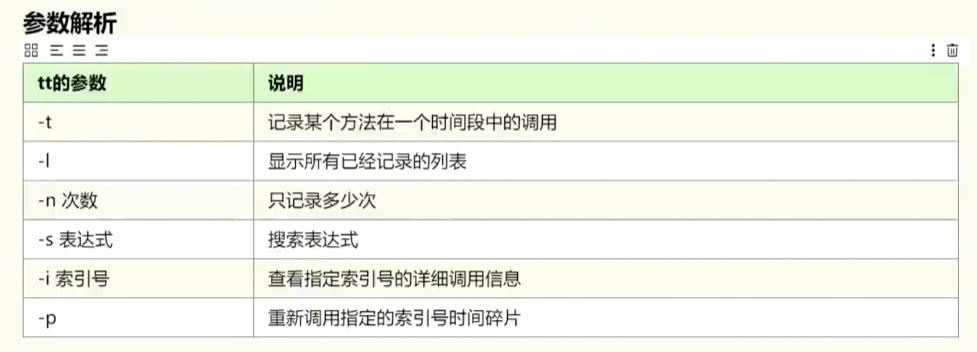 参数解析
tt的参数 说明
-t 记录某个方法在一个时间段中的调用
-l 显示所有已经记录的列表
-n 次数 只记录多少次
-s 表达式 搜索表达式
-i 索引号 查看指定索引号的详细调用信息
-p 重新调用指定的索引号时间碎片